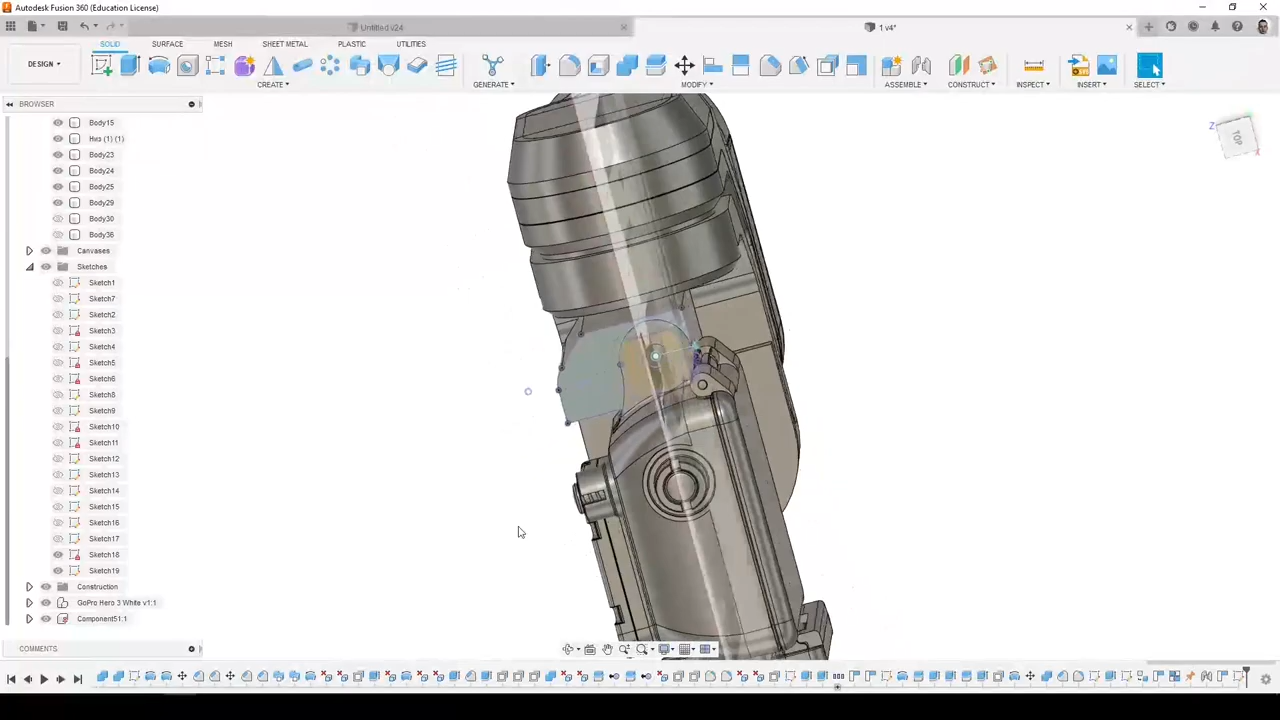 Autodesk Fusion 360 (Education License)
Untitled v24
1 v4*
SOLID
SURFACE
MESH
SHEET METAL
PLASTIC
UTILITIES
DESIGN
CREATE
GENERATE
MODIFY
ASSEMBLE
CONSTRUCT
INSPECT
INSERT
SELECT
BROWSER
Body15
Низ (1) (1)
Body23
Body24
Body25
Body29
Body30
Body36
Canvases
Sketches
Sketch1
Sketch7
Sketch2
Sketch3
Sketch4
Sketch5
Sketch6
Sketch8
Sketch9
Sketch10
Sketch11
Sketch12
Sketch13
Sketch14
Sketch15
Sketch16
Sketch17
Sketch18
Sketch19
Construction
GoPro Hero 3 White v1:1
Component51:1
COMMENTS
Z
TOP
X